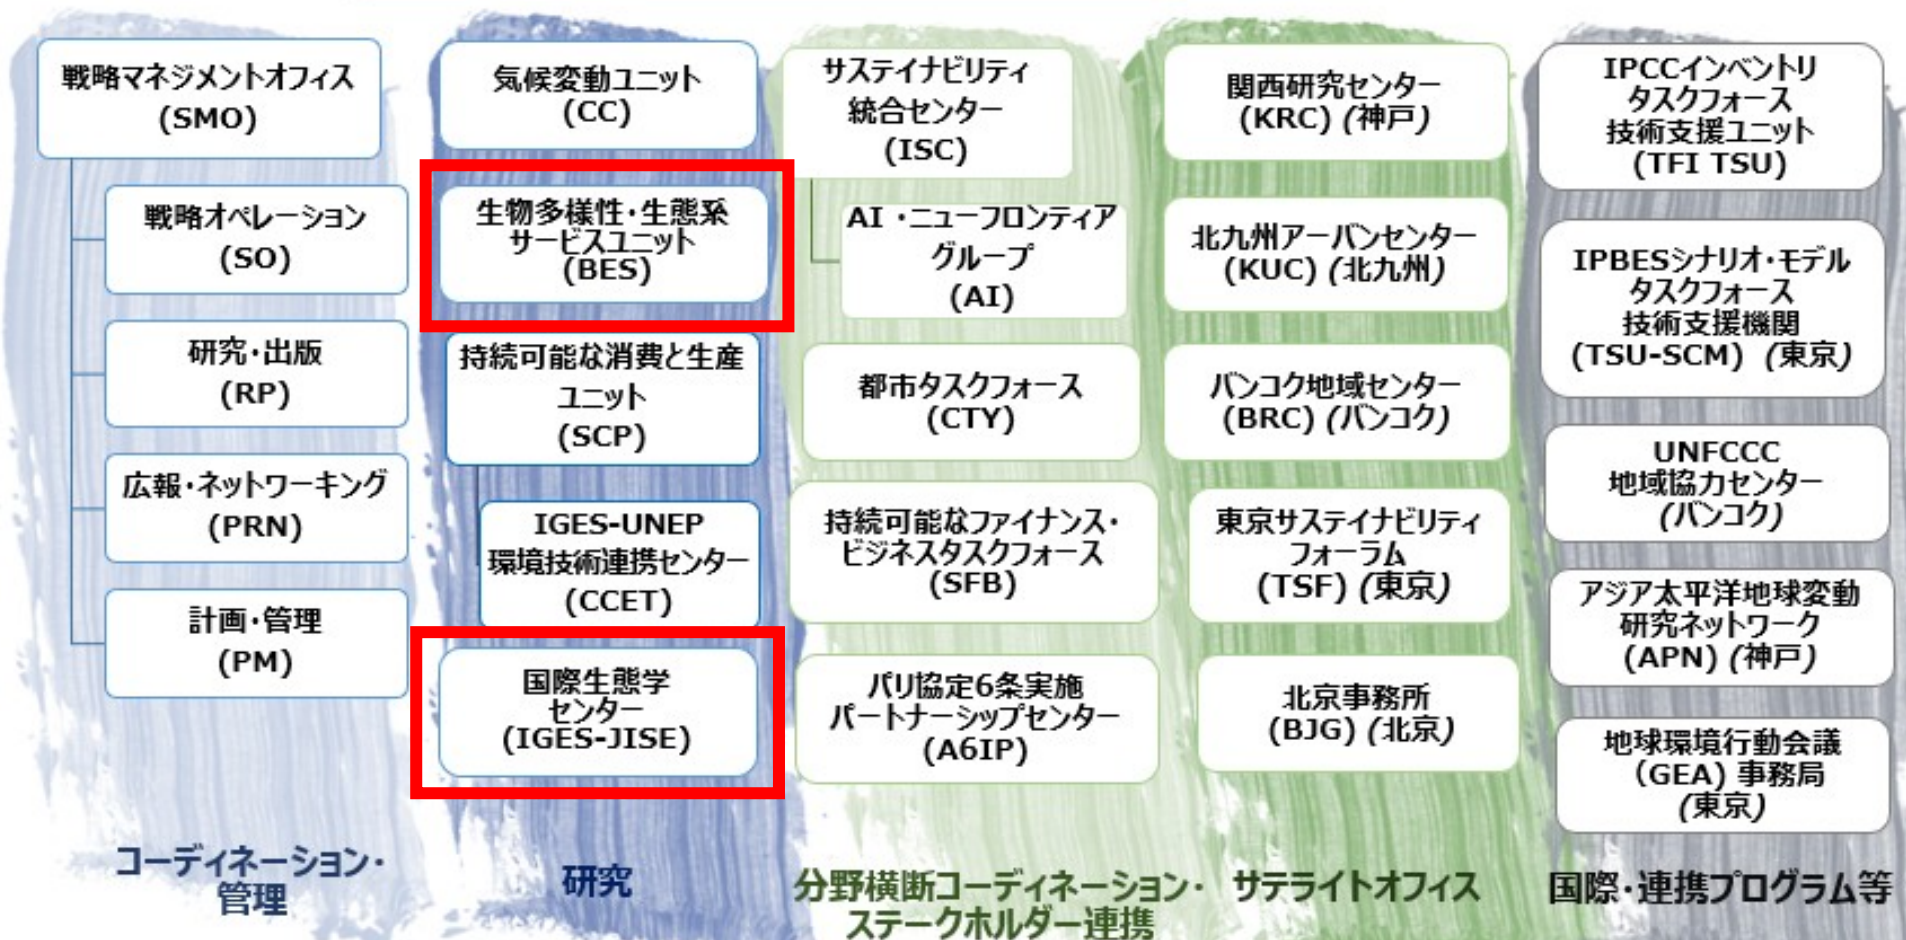 戦略マネジメントオフィス
(SMO)
戦略オペレーション
(SO)
研究・出版
(RP)
広報・ネットワーキング
(PRN)
計画・管理
(PM)
コーディネーション・
管理
気候変動ユニット
(CC)
生物多様性・生態系
サービスユニット
(BES)
持続可能な消費と生産
ユニット
(SCP)
IGES-UNEP
環境技術連携センター
(CCET)
国際生態学
センター
(IGES-JISE)
研究
サステイナビリティ
統合センター
(ISC)
AI ・ニューフロンティア
グループ
(AI)
都市タスクフォース
(CTY)
持続可能なファイナンス・
ビジネスタスクフォース
(SFB)
パリ協定6条実施
パートナーシップセンター
(A6IP)
分野横断コーディネーション・
ステークホルダー連携
関西研究センター
(KRC) (神戸)
北九州アーバンセンター
(KUC) (北九州)
バンコク地域センター
(BRC) (バンコク)
東京サステイナビリティ
フォーラム
(TSF) (東京)
北京事務所
(BJG) (北京)
サテライトオフィス
IPCCインベントリ
タスクフォース
技術支援ユニット
(TFI TSU)
IPBESシナリオ・モデル
タスクフォース
技術支援機関
(TSU-SCM) (東京)
UNFCCC
地域協力センター
(バンコク)
アジア太平洋地球変動
研究ネットワーク
(APN) (神戸)
地球環境行動会議
(GEA) 事務局
(東京)
国際・連携プログラム等